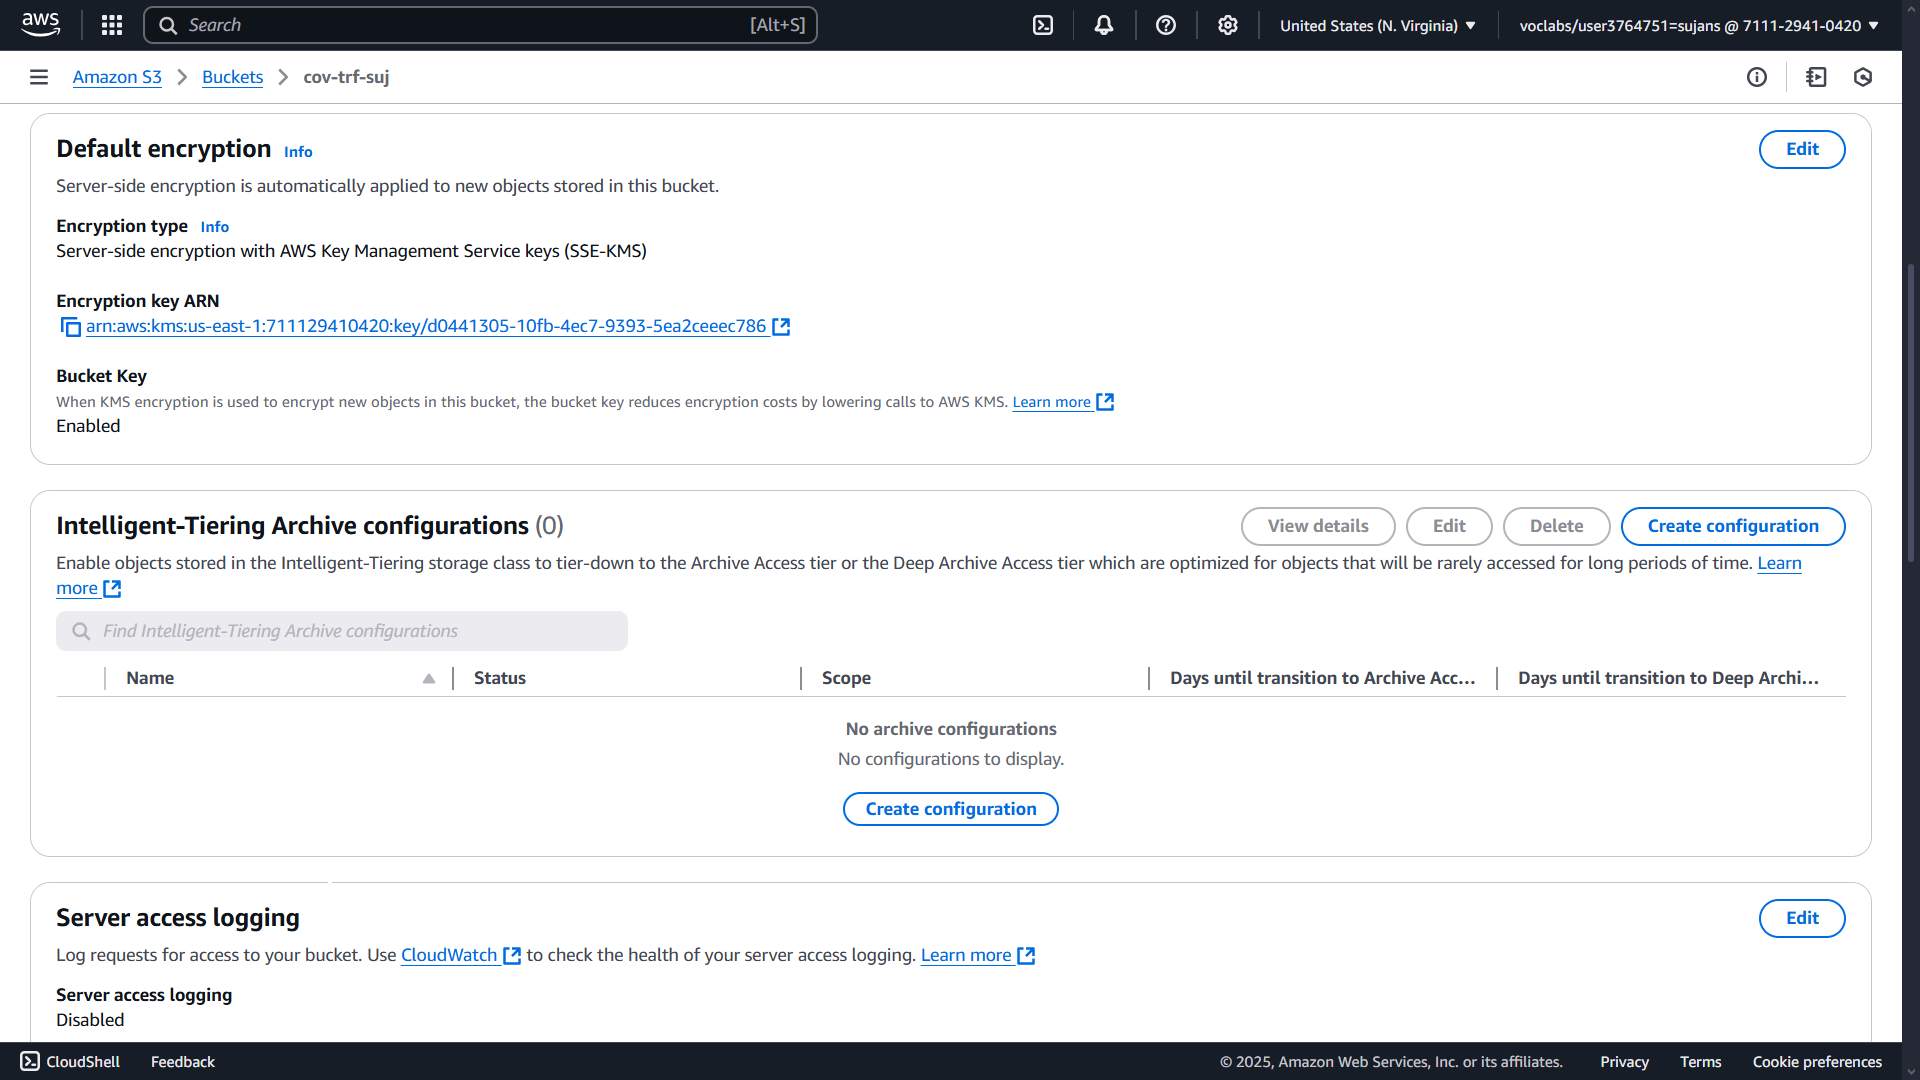 aws
Search [Alt+S]
United States (N. Virginia)
voclabs/user3764751=sujans @ 7111-2941-0420
Amazon S3 > Buckets > cov-trf-suj
Default encryption Info
Edit
Server-side encryption is automatically applied to new objects stored in this bucket.
Encryption type Info
Server-side encryption with AWS Key Management Service keys (SSE-KMS)
Encryption key ARN
arn:aws:kms:us-east-1:711129410420:key/d0441305-10fb-4ec7-9393-5ea2ceeec786
Bucket Key
When KMS encryption is used to encrypt new objects in this bucket, the bucket key reduces encryption costs by lowering calls to AWS KMS. Learn more
Enabled
Intelligent-Tiering Archive configurations (0)
View details
Edit
Delete
Create configuration
Enable objects stored in the Intelligent-Tiering storage class to tier-down to the Archive Access tier or the Deep Archive Access tier which are optimized for objects that will be rarely accessed for long periods of time. Learn
more
Find Intelligent-Tiering Archive configurations
Name Status Scope Days until transition to Archive Acc... Days until transition to Deep Archi...
No archive configurations
No configurations to display.
Create configuration
Server access logging
Edit
Log requests for access to your bucket. Use CloudWatch to check the health of your server access logging. Learn more
Server access logging
Disabled
CloudShell Feedback © 2025, Amazon Web Services, Inc. or its affiliates. Privacy Terms Cookie preferences